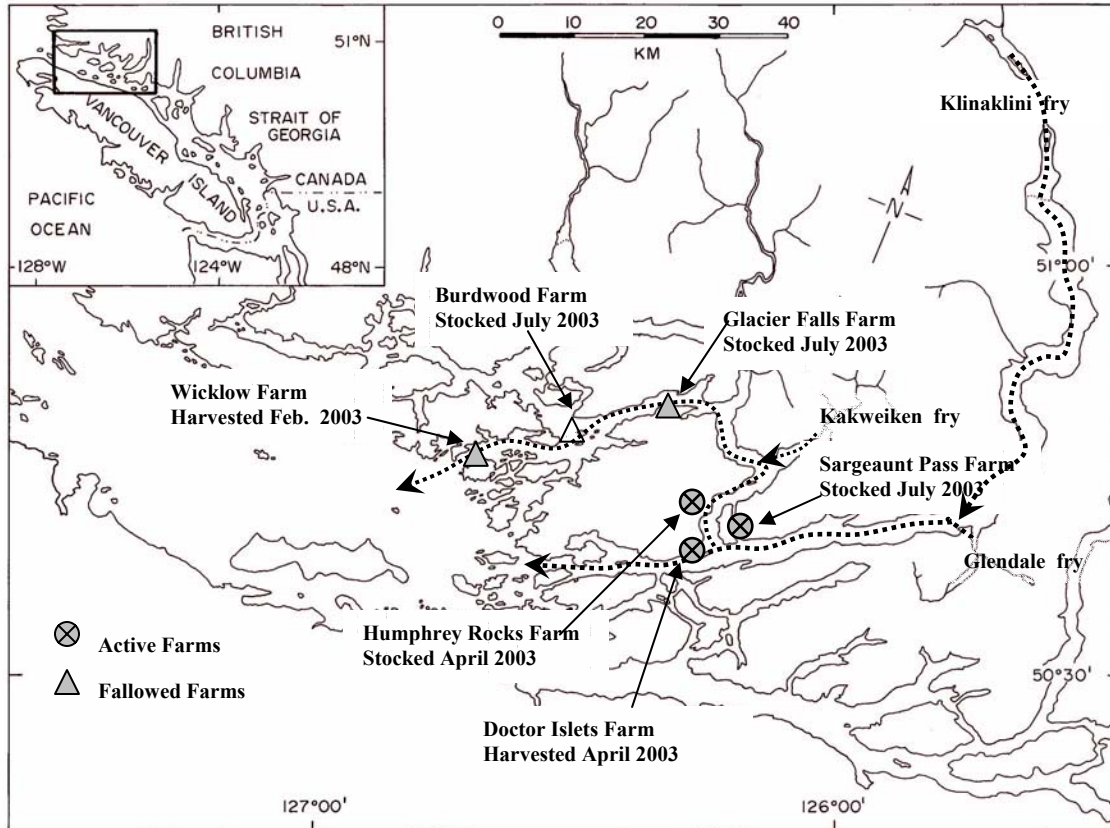 BRITISH
COLUMBIA
51°N
STRAIT OF
GEORGIA
VANCOUVER
ISLAND
CANADA
U.S.A.
PACIFIC
OCEAN
128°W
124°W
48°N
0 10 20 30 40
KM
N
Klinaklini fry
51°00'
Burdwood Farm
Stocked July 2003
Glacier Falls Farm
Stocked July 2003
Wicklow Farm
Harvested Feb. 2003
Kakweiken fry
Sargeaunt Pass Farm
Stocked July 2003
Glendale fry
Humphrey Rocks Farm
Stocked April 2003
Active Farms
Fallowed Farms
50°30'
Doctor Islets Farm
Harvested April 2003
127°00'
126°00'